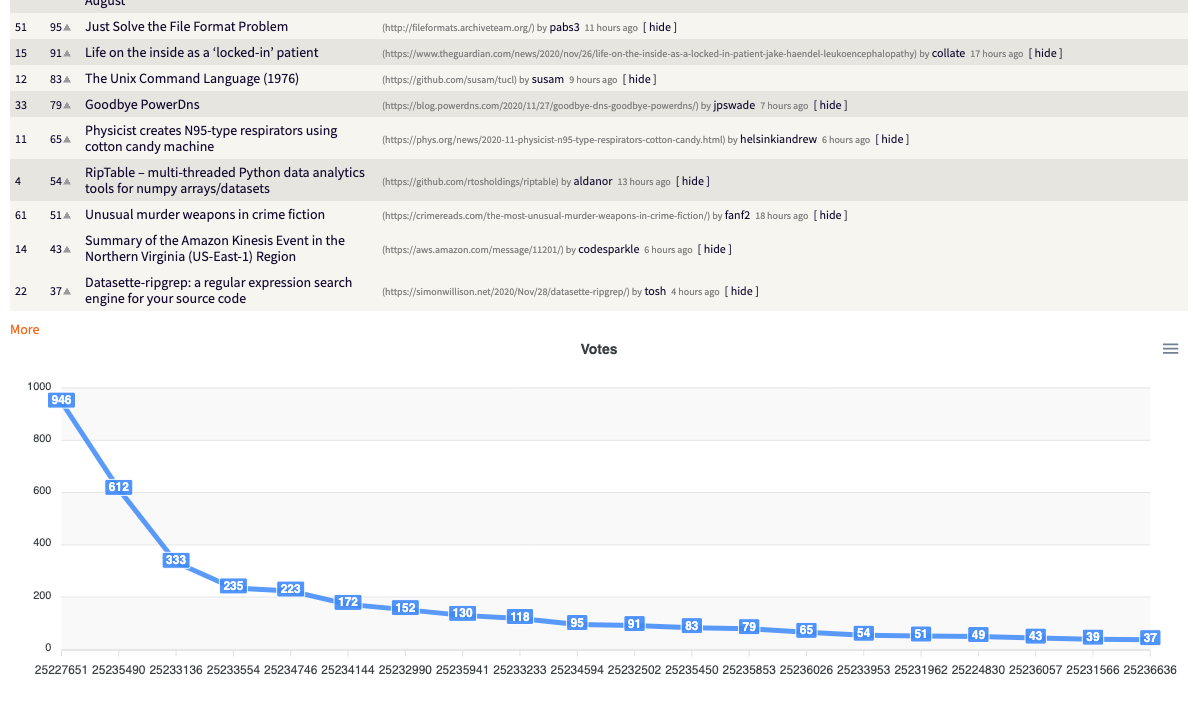 August
51 95 Just Solve the File Format Problem (http://fileformats.archiveteam.org/) by pabs3 11 hours ago [ hide ]
15 91 Life on the inside as a ‘locked-in’ patient (https://www.theguardian.com/news/2020/nov/26/life-on-the-inside-as-a-locked-in-patient-jake-haendel-leukoencephalopathy) by collate 17 hours ago [ hide ]
12 83 The Unix Command Language (1976) (https://github.com/susam/tucl) by susam 9 hours ago [ hide ]
33 79 Goodbye PowerDns (https://blog.powerdns.com/2020/11/27/goodbye-dns-goodbye-powerdns/) by jpswade 7 hours ago [ hide ]
11 65 Physicist creates N95-type respirators using
cotton candy machine (https://phys.org/news/2020-11-physicist-n95-type-respirators-cotton-candy.html) by helsinkiandrew 6 hours ago [ hide ]
4 54 RipTable – multi-threaded Python data analytics
tools for numpy arrays/datasets (https://github.com/rtosholdings/riptable) by aldanor 13 hours ago [ hide ]
61 51 Unusual murder weapons in crime fiction (https://crimereads.com/the-most-unusual-murder-weapons-in-crime-fiction/) by fanf2 18 hours ago [ hide ]
14 43 Summary of the Amazon Kinesis Event in the
Northern Virginia (US-East-1) Region (https://aws.amazon.com/message/11201/) by codesparkle 6 hours ago [ hide ]
22 37 Datasette-ripgrep: a regular expression search
engine for your source code (https://simonwillison.net/2020/Nov/28/datasette-ripgrep/) by tosh 4 hours ago [ hide ]
More
Votes
1000
946
800
600
612
400
333
235 223
200
172 152 130 118 95 91 83 79 65 54 51 49 43 39 37
0
25227651 25235490 25233136 25233554 25234746 25234144 25232990 25235941 25233233 25234594 25232502 25235450 25235853 25236026 25233953 25231962 25224830 25236057 25231566 25236636